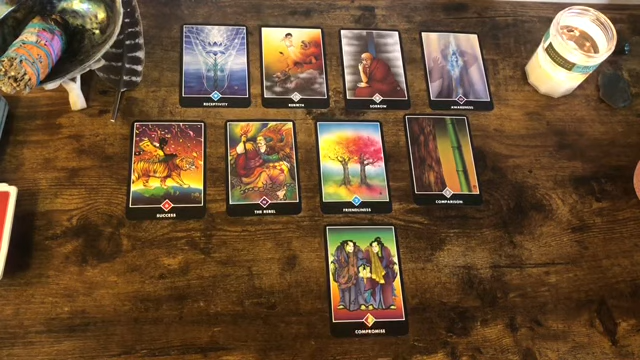 RECEPTIVITY
REBIRTH
SORROW
AWARENESS
SUCCESS
THE REBEL
FRIENDLINESS
COMPARISON
COMPROMISE